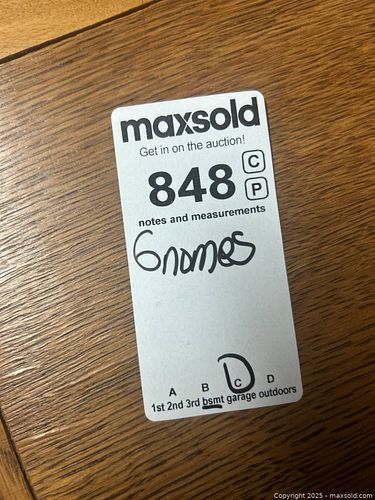 maxsold
Get in on the auction!
848 C
P
notes and measurements
Gnomes
A B C D
1st 2nd 3rd bsmt garage outdoors
Copyright 2025 - maxsold.com